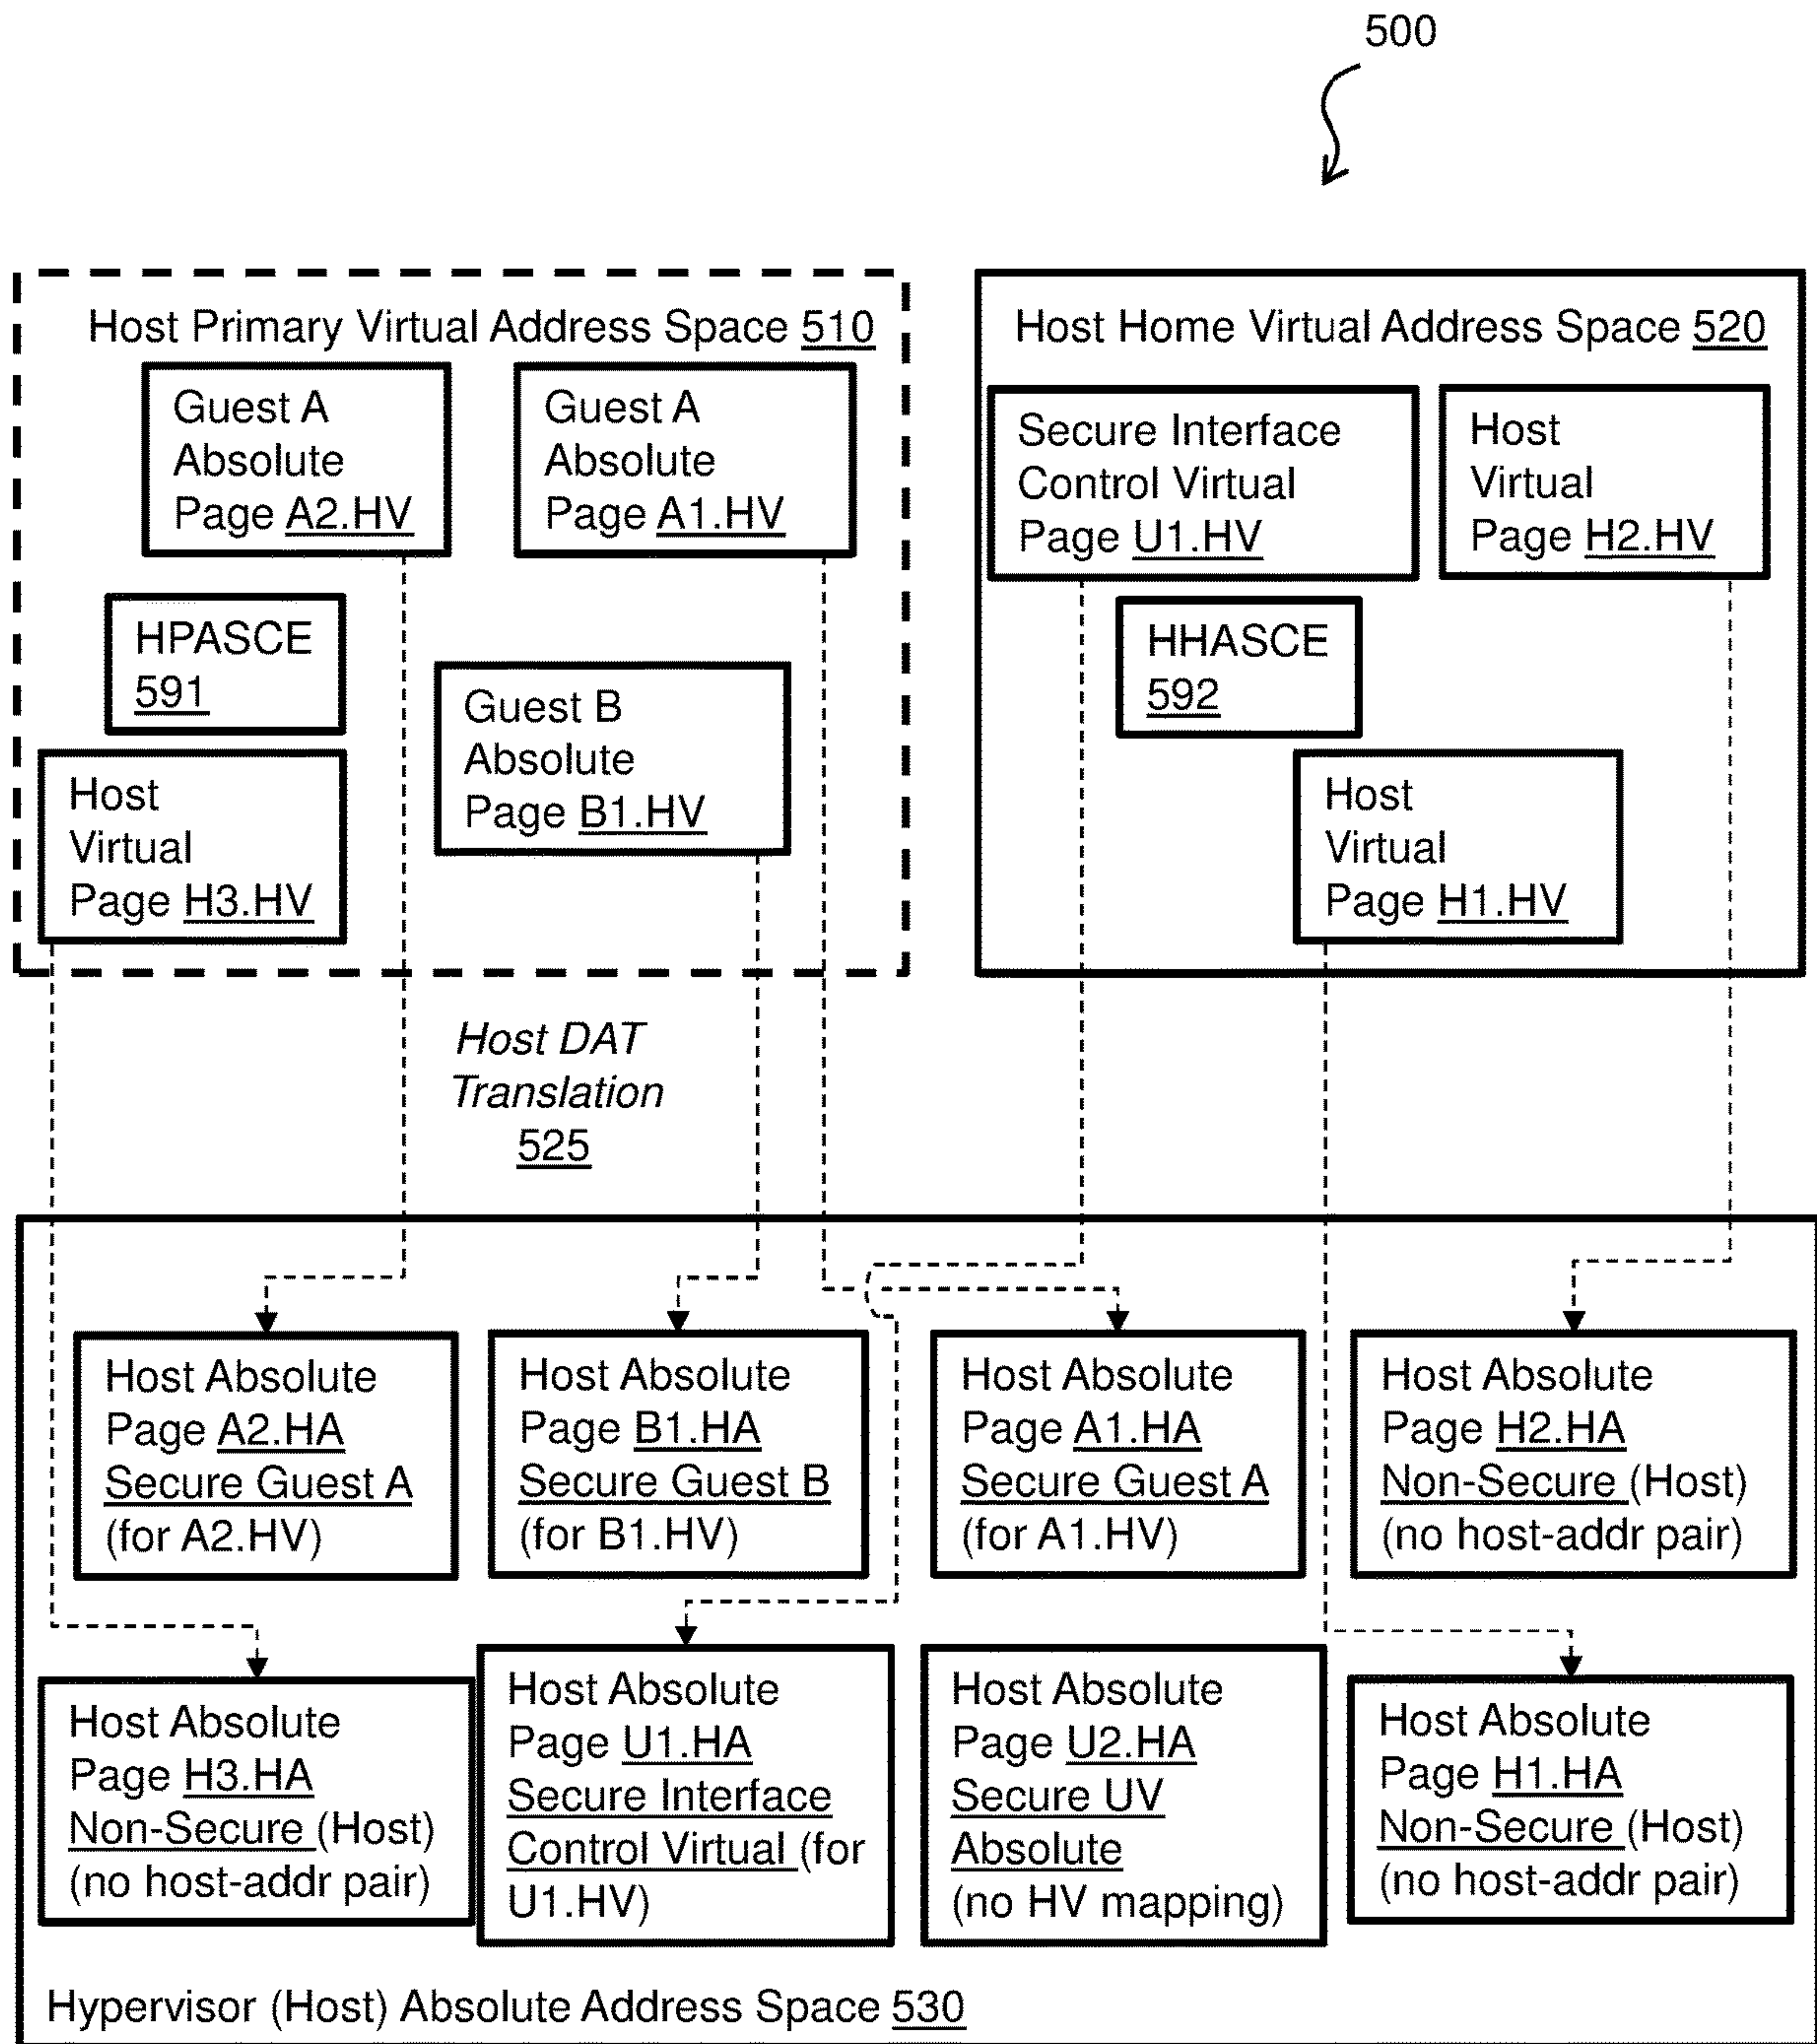 500
Host Primary Virtual Address Space 510
Guest A
Absolute
Page A2.HV
Guest A
Absolute
Page A1.HV
HPASCE
591
Guest B
Absolute
Page B1.HV
Host
Virtual
Page H3.HV
Host Home Virtual Address Space 520
Secure Interface
Control Virtual
Page U1.HV
Host
Virtual
Page H2.HV
HHASCE
592
Host
Virtual
Page H1.HV
Host DAT
Translation
525
Host Absolute
Page A2.HA
Secure Guest A
(for A2.HV)
Host Absolute
Page B1.HA
Secure Guest B
(for B1.HV)
Host Absolute
Page A1.HA
Secure Guest A
(for A1.HV)
Host Absolute
Page H2.HA
Non-Secure (Host)
(no host-addr pair)
Host Absolute
Page H3.HA
Non-Secure (Host)
(no host-addr pair)
Host Absolute
Page U1.HA
Secure Interface
Control Virtual (for
U1.HV)
Host Absolute
Page U2.HA
Secure UV
Absolute
(no HV mapping)
Host Absolute
Page H1.HA
Non-Secure (Host)
(no host-addr pair)
Hypervisor (Host) Absolute Address Space 530